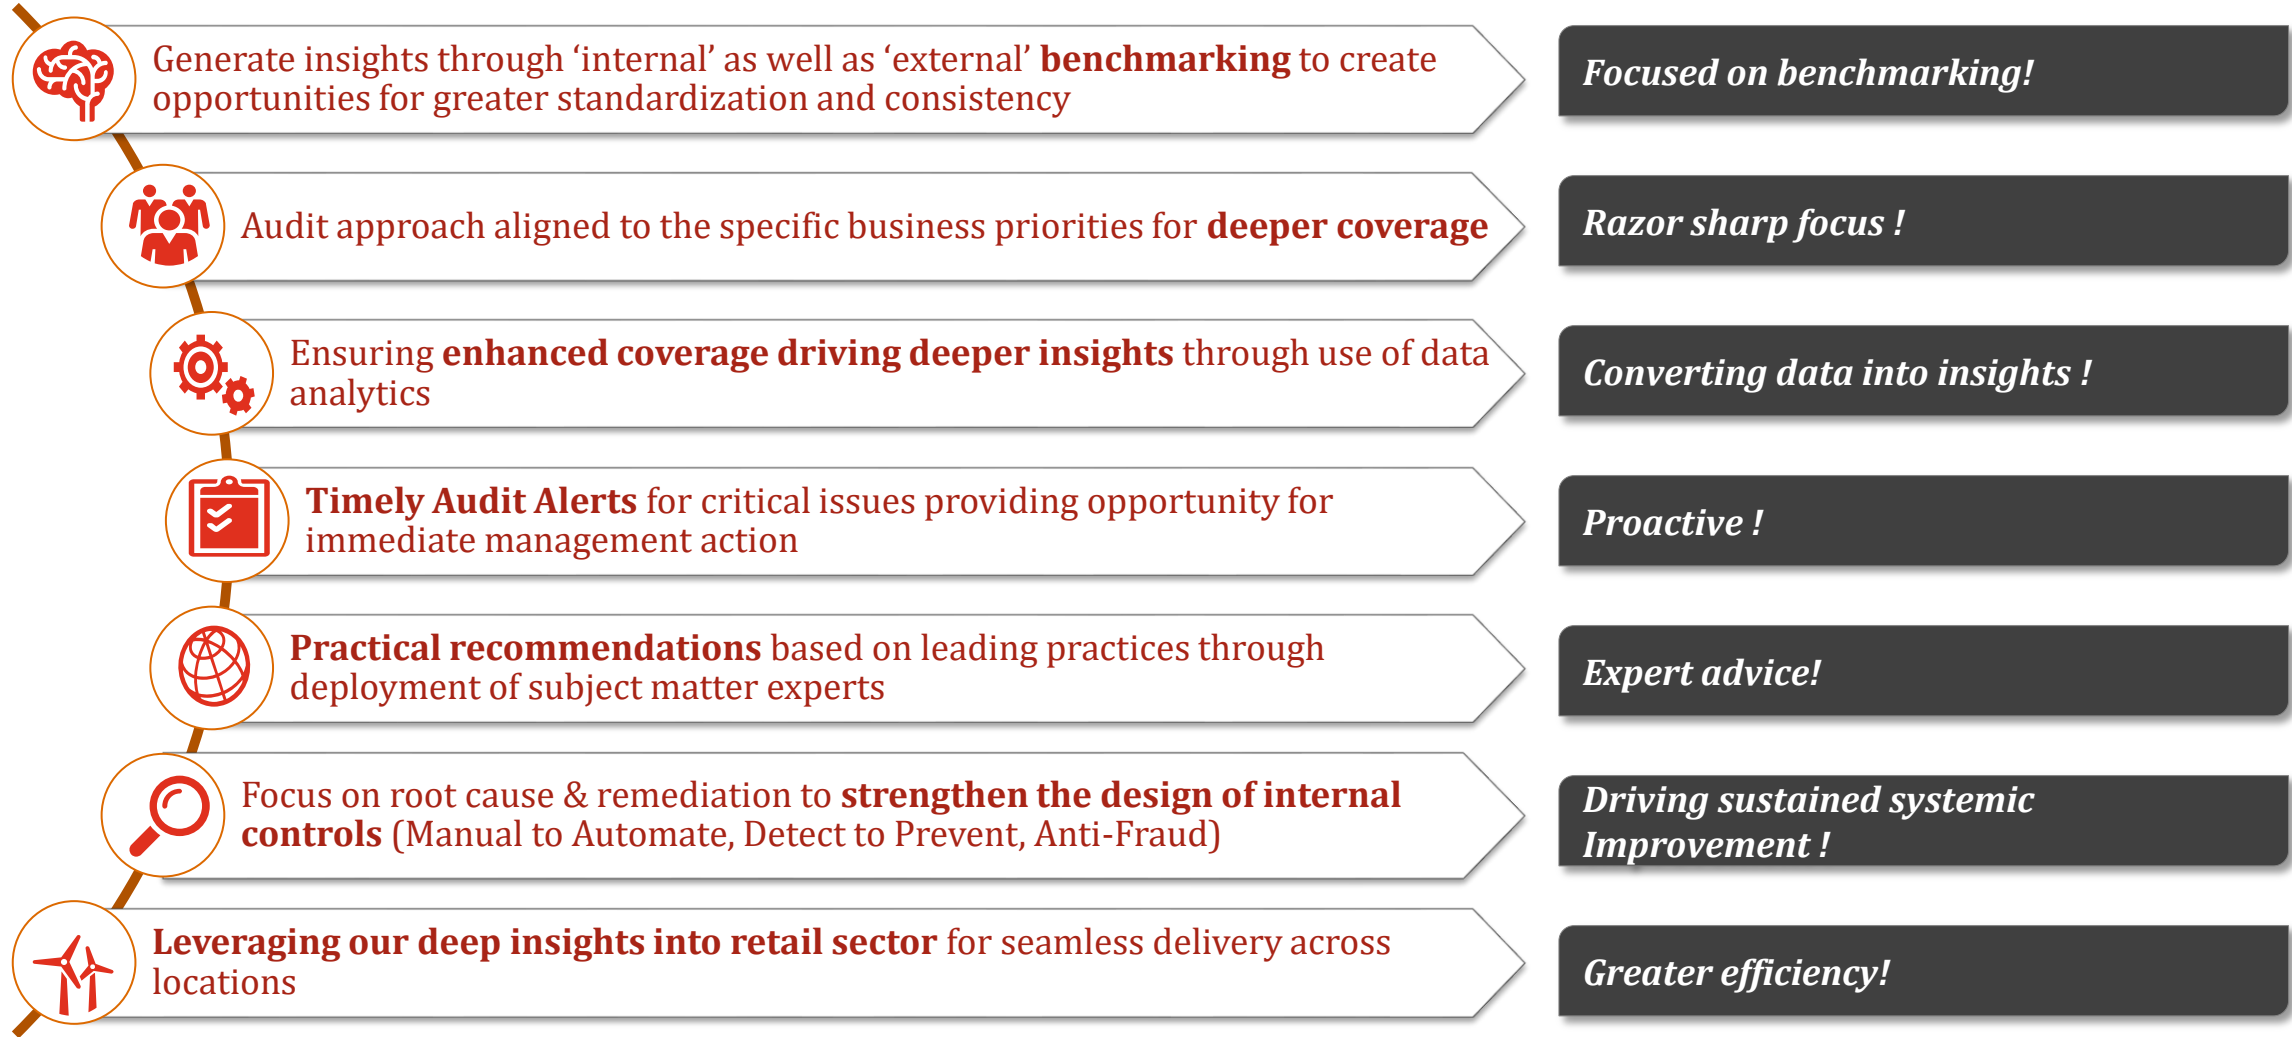 Generate insights through ‘internal’ as well as ‘external’ benchmarking to create
opportunities for greater standardization and consistency
Focused on benchmarking!
Audit approach aligned to the specific business priorities for deeper coverage
Razor sharp focus !
Ensuring enhanced coverage driving deeper insights through use of data
analytics
Converting data into insights !
Timely Audit Alerts for critical issues providing opportunity for
immediate management action
Proactive !
Practical recommendations based on leading practices through
deployment of subject matter experts
Expert advice!
Focus on root cause & remediation to strengthen the design of internal
controls (Manual to Automate, Detect to Prevent, Anti-Fraud)
Driving sustained systemic
Improvement !
Leveraging our deep insights into retail sector for seamless delivery across
locations
Greater efficiency!